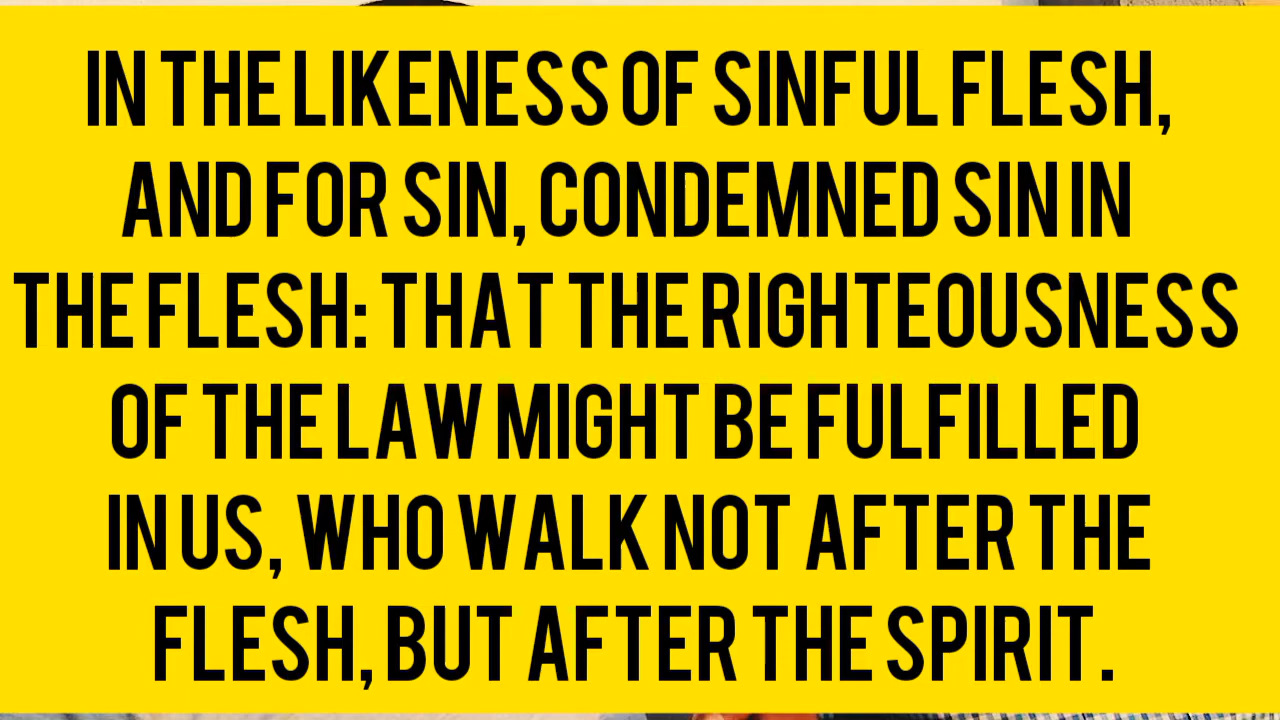 IN THE LIKENESS OF SINFUL FLESH,
AND FOR SIN, CONDEMNED SIN IN
THE FLESH: THAT THE RIGHTEOUSNESS
OF THE LAW MIGHT BE FULFILLED
IN US, WHO WALK NOT AFTER THE
FLESH, BUT AFTER THE SPIRIT.